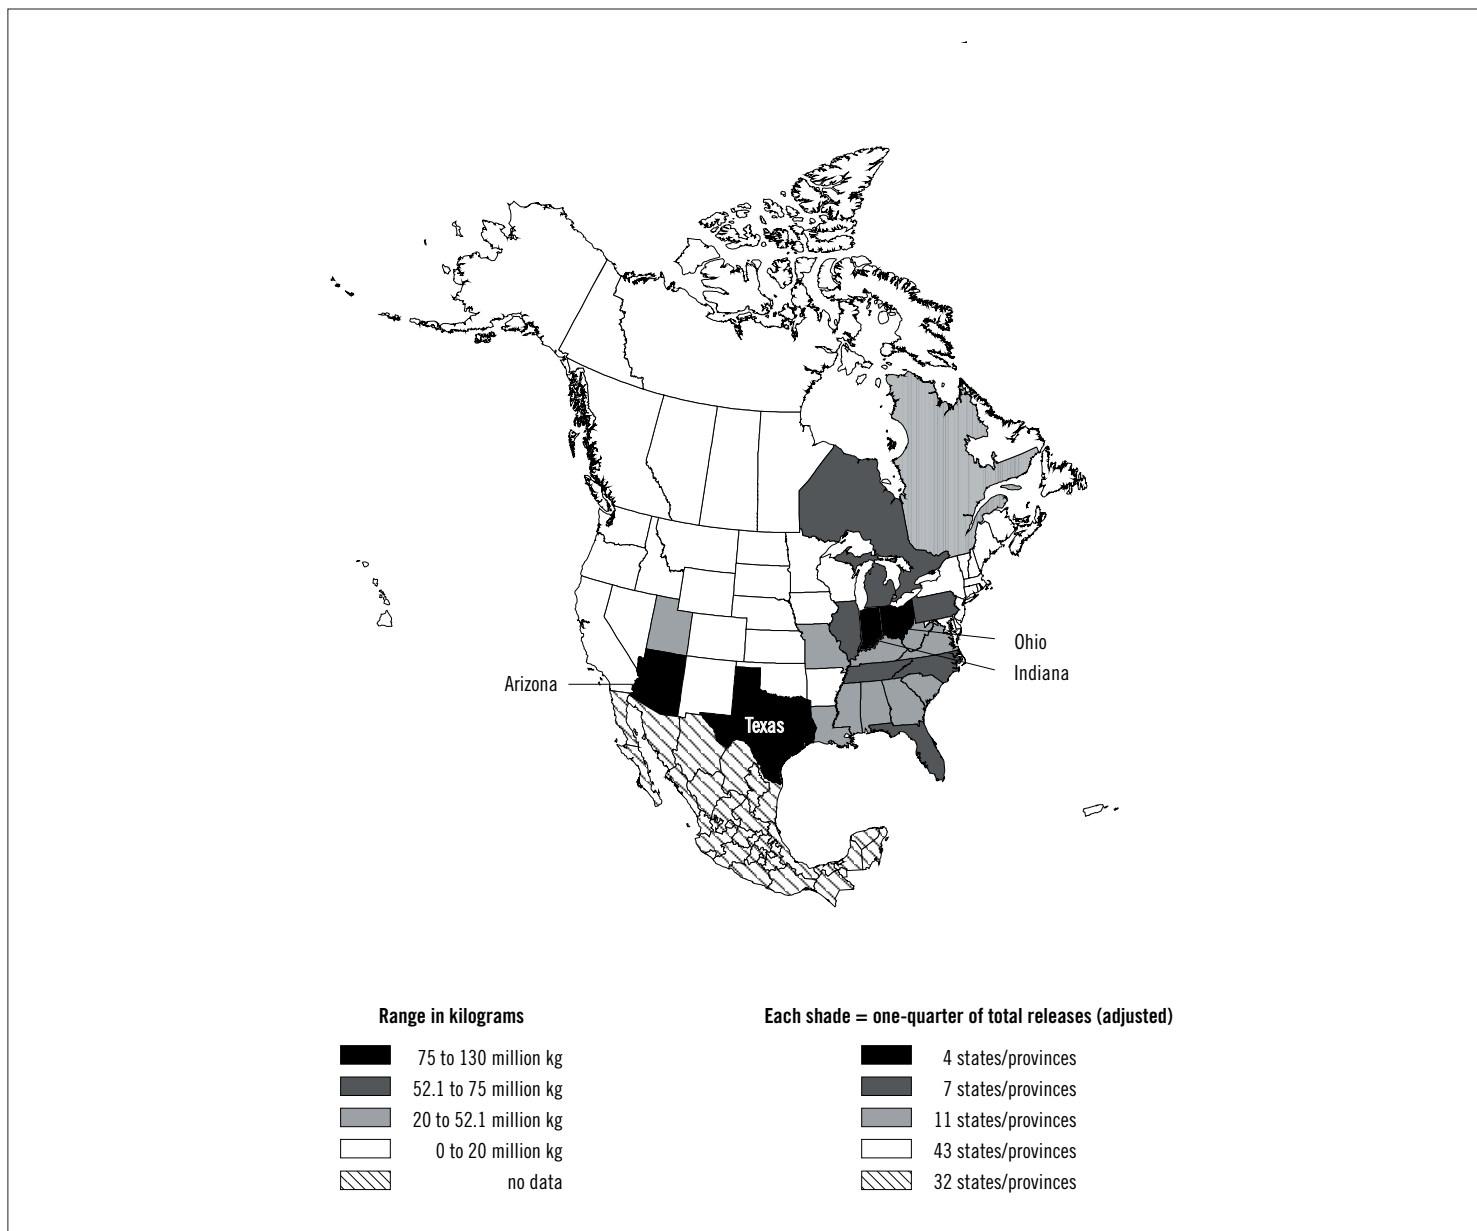 Ohio
Indiana
Arizona
Texas
Range in kilograms
75 to 130 million kg
52.1 to 75 million kg
20 to 52.1 million kg
0 to 20 million kg
no data
Each shade = one-quarter of total releases (adjusted)
4 states/provinces
7 states/provinces
11 states/provinces
43 states/provinces
32 states/provinces